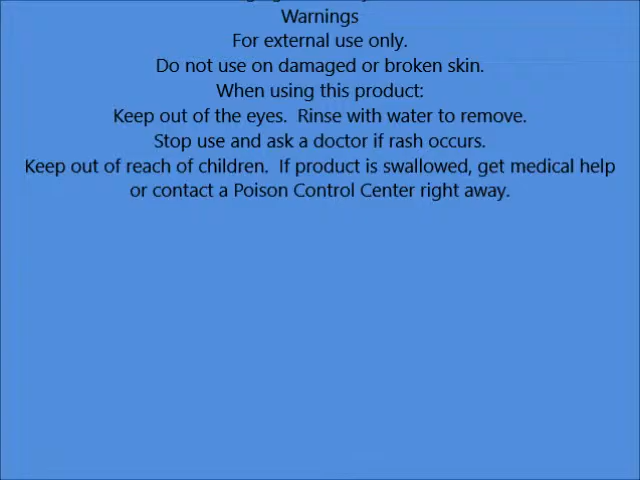 Warnings
For external use only.
Do not use on damaged or broken skin.
When using this product:
Keep out of the eyes.  Rinse with water to remove.
Stop use and ask a doctor if rash occurs.
Keep out of reach of children.  If product is swallowed, get medical help
or contact a Poison Control Center right away.